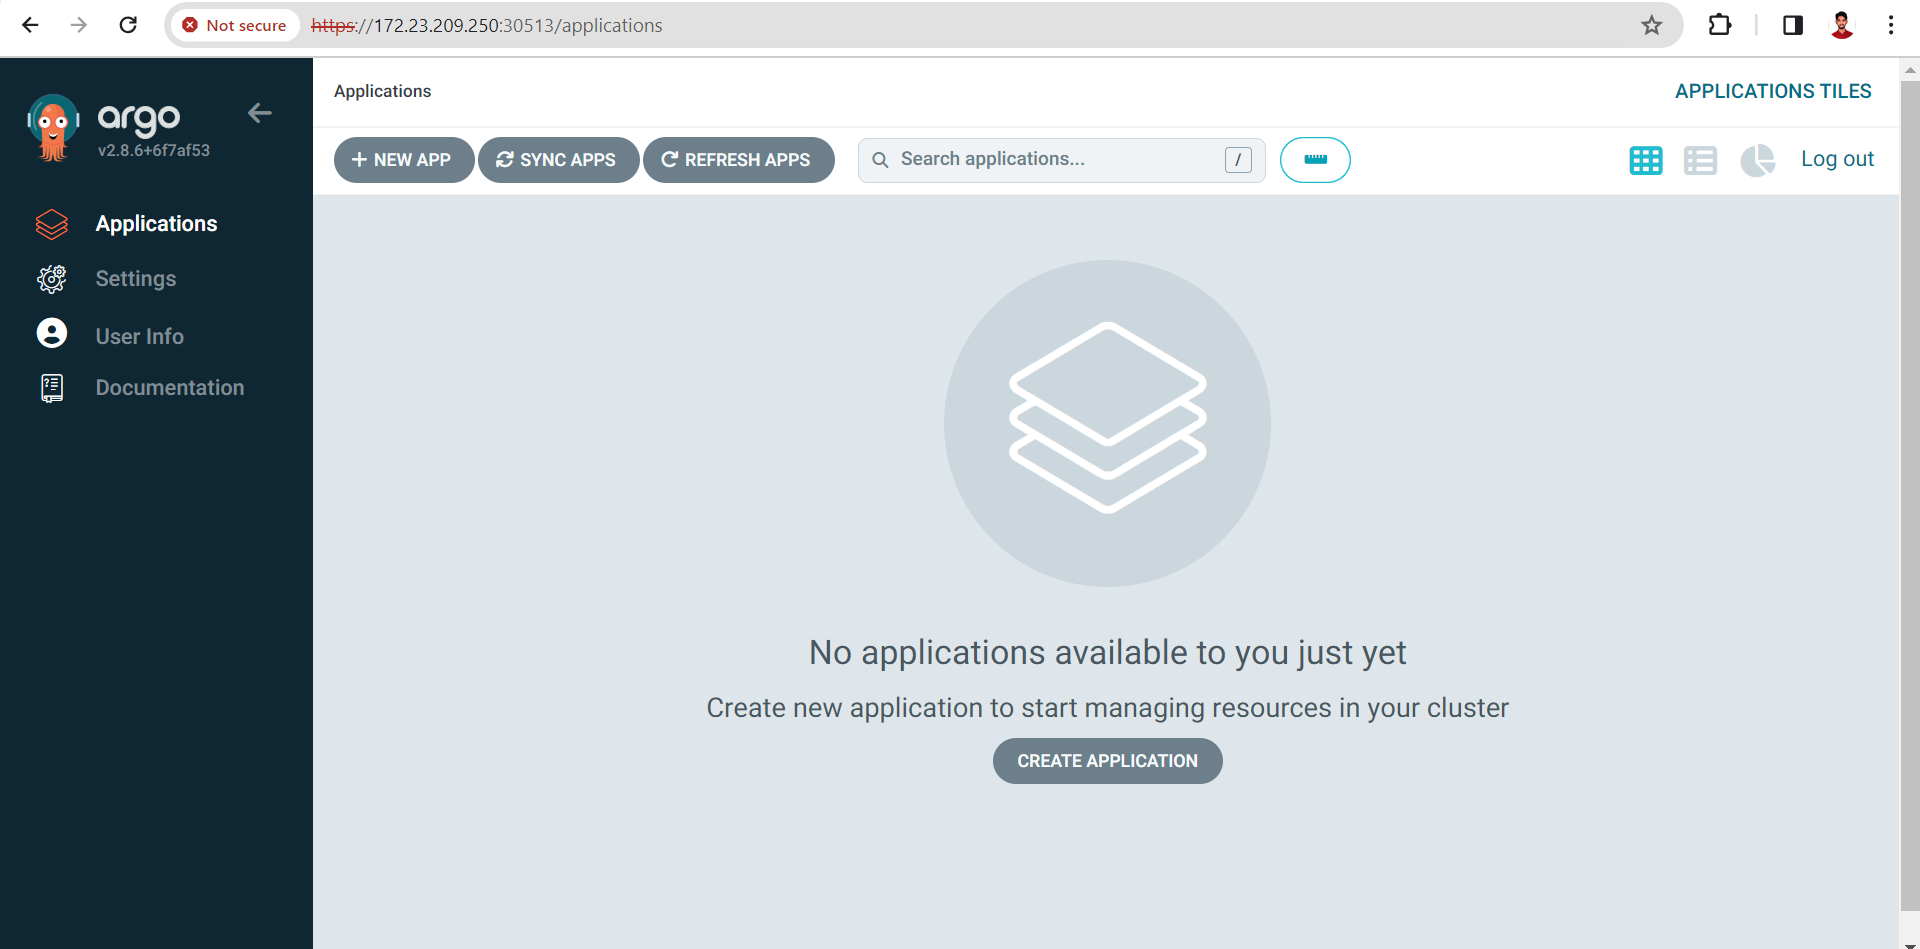 Not secure https://172.23.209.250:30513/applications
argo
v2.8.6+6f7af53
Applications
Settings
User Info
Documentation
Applications
APPLICATIONS TILES
+ NEW APP SYNC APPS REFRESH APPS Search applications... / Log out
No applications available to you just yet
Create new application to start managing resources in your cluster
CREATE APPLICATION